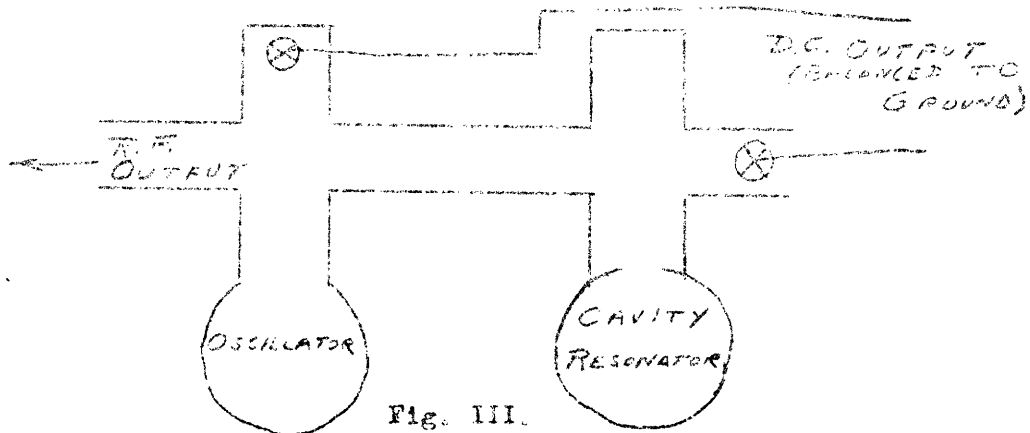 D.C. OUTPUT
(BALANCED TO
GROUND)
R.F.
OUTPUT
OSCILLATOR
CAVITY
RESONATOR
Fig. III.